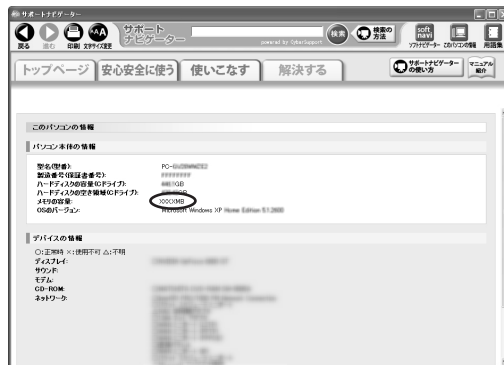 サポートナビゲーター
戻る 進む 印刷 文字サイズ変更
サポート
ナビゲーター
powered by CyberSupport
検索 検索の方法
soft navi
ソフトナビゲーター このパソコンの情報 用語集
トップページ 安心安全に使う 使いこなす 解決する
サポートナビゲーターの使い方 マニュアル紹介
このパソコンの情報
パソコン本体の情報
型名(型番): PC-
製造番号(保証書番号):
ハードディスクの容量(Cドライブ): GB
ハードディスクの空き領域(Cドライブ): GB
メモリの容量: XXXXMB
OSのバージョン: Microsoft Windows XP Home Edition 5.1.2600
デバイスの情報
○:正常時 ×:使用不可 △:不明
ディスプレイ:
サウンド:
モデム:
CD-ROM:
ネットワーク: